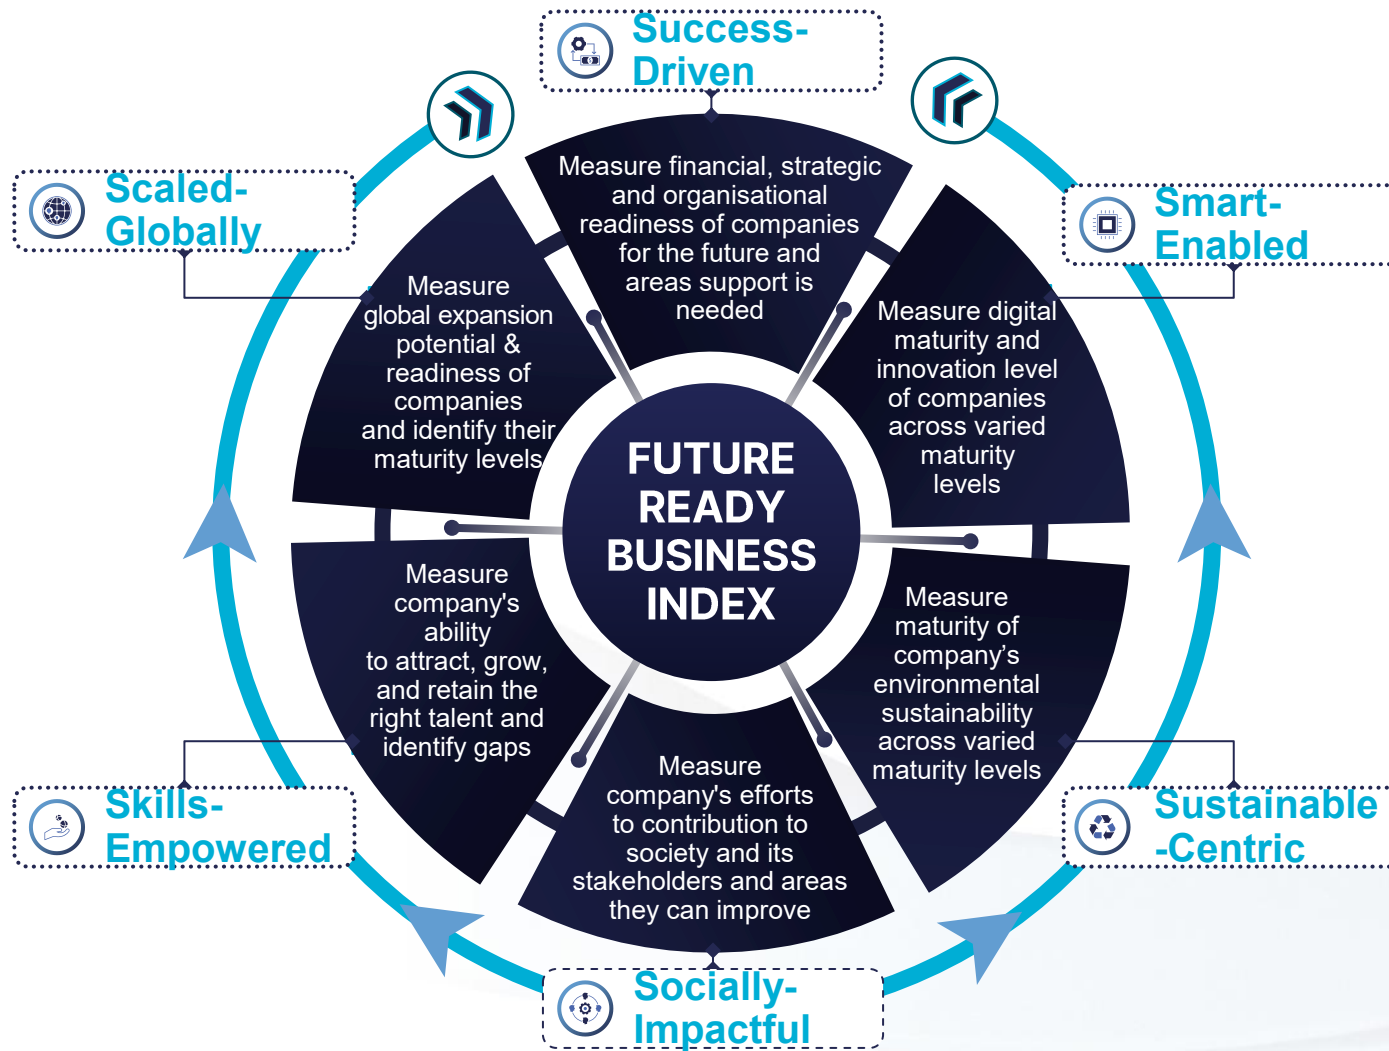 Success-
Driven
Measure financial, strategic
and organisational
readiness of companies
for the future and
areas support is
needed
Smart-
Enabled
Measure digital
maturity and
innovation level
of companies
across varied
maturity
levels
Sustainable
-Centric
Measure
maturity of
company’s
environmental
sustainability
across varied
maturity levels
Socially-
Impactful
Measure
company's efforts
to contribution to
society and its
stakeholders and areas
they can improve
Skills-
Empowered
Measure
company's
ability
to attract, grow,
and retain the
right talent and
identify gaps
Scaled-
Globally
Measure
global expansion
potential &
readiness of
companies
and identify their
maturity levels
FUTURE
READY
BUSINESS
INDEX